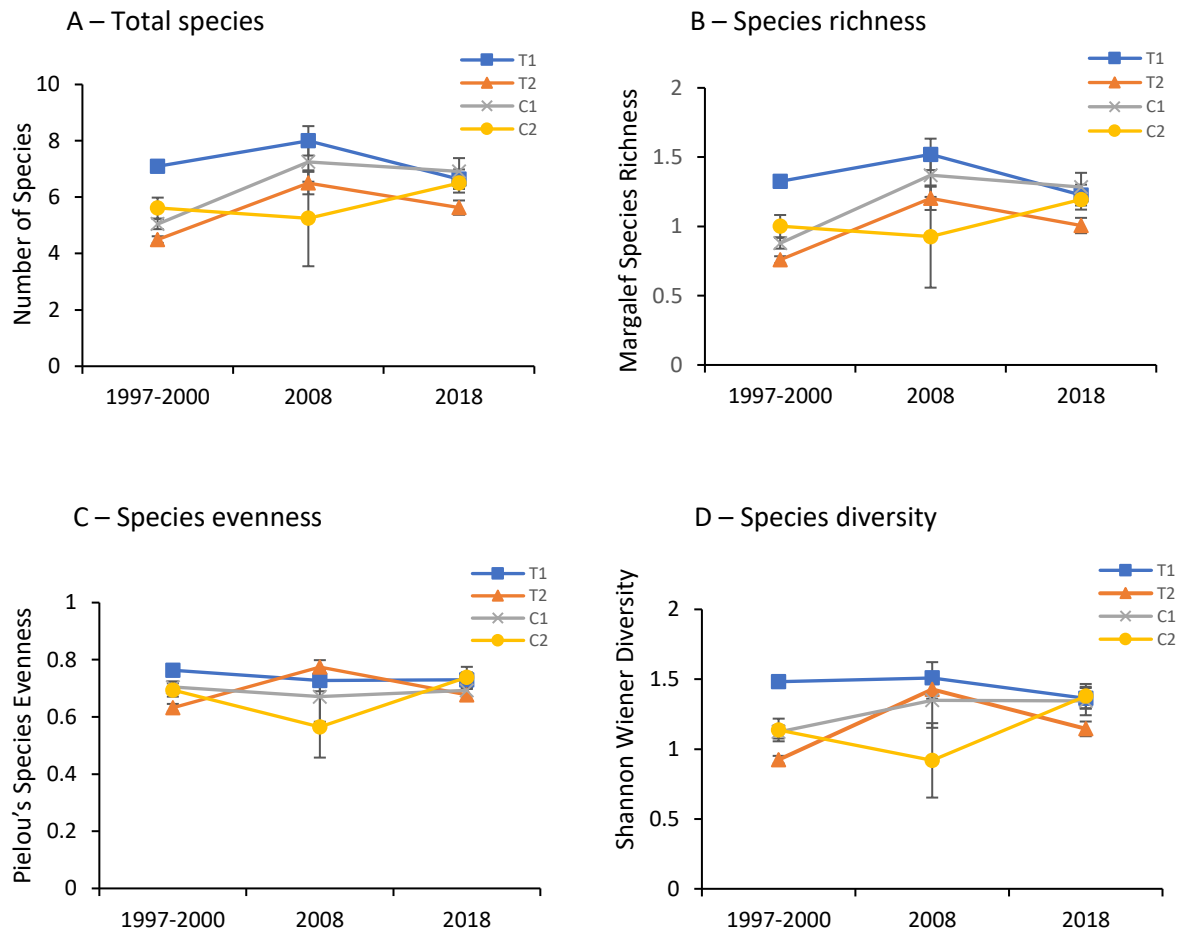 A – Total species
T1
T2
C1
C2
10
8
6
4
2
0
Number of Species
1997-2000 2008 2018
B – Species richness
T1
T2
C1
C2
2
1.5
1
0.5
0
Margalef Species Richness
1997-2000 2008 2018
C – Species evenness
T1
T2
C1
C2
1
0.8
0.6
0.4
0.2
0
Pielou’s Species Evenness
1997-2000 2008 2018
D – Species diversity
T1
T2
C1
C2
2
1.5
1
0.5
0
Shannon Wiener Diversity
1997-2000 2008 2018